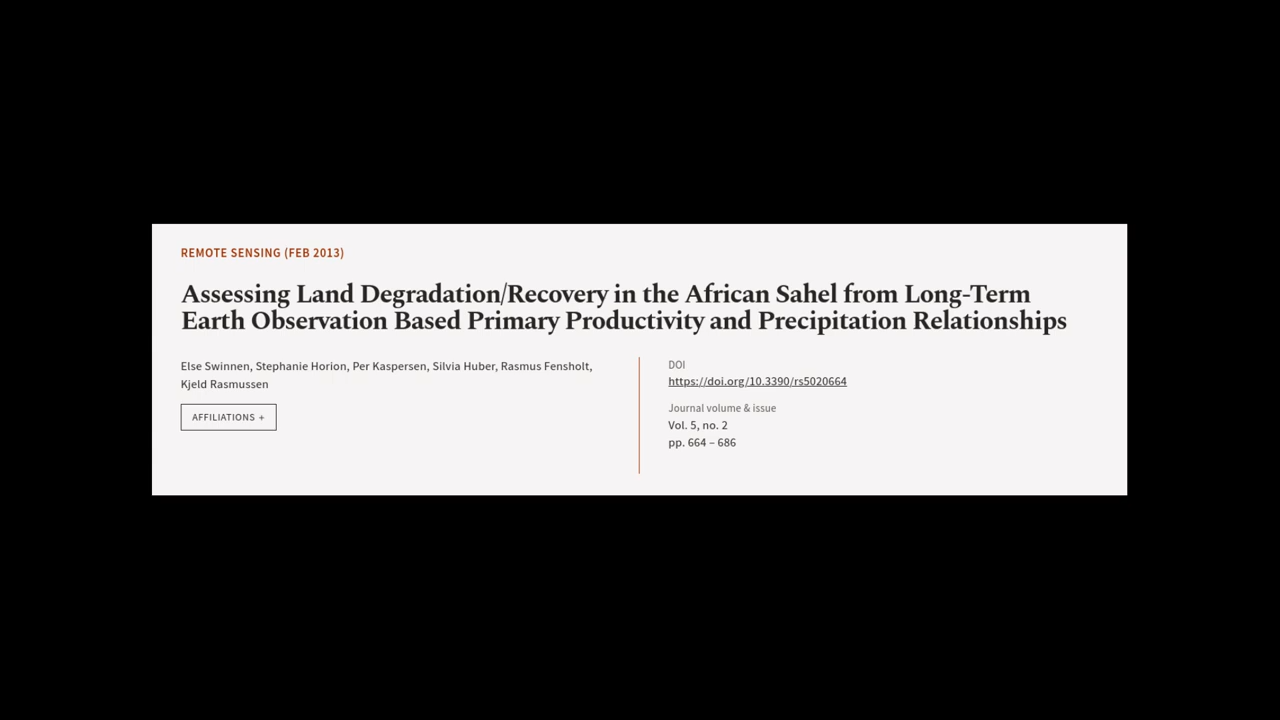 REMOTE SENSING (FEB 2013)
Assessing Land Degradation/Recovery in the African Sahel from Long-Term
Earth Observation Based Primary Productivity and Precipitation Relationships
Else Swinnen, Stephanie Horion, Per Kaspersen, Silvia Huber, Rasmus Fensholt,
Kjeld Rasmussen
AFFILIATIONS +
DOI
https://doi.org/10.3390/rs5020664
Journal volume & issue
Vol. 5, no. 2
pp. 664 – 686